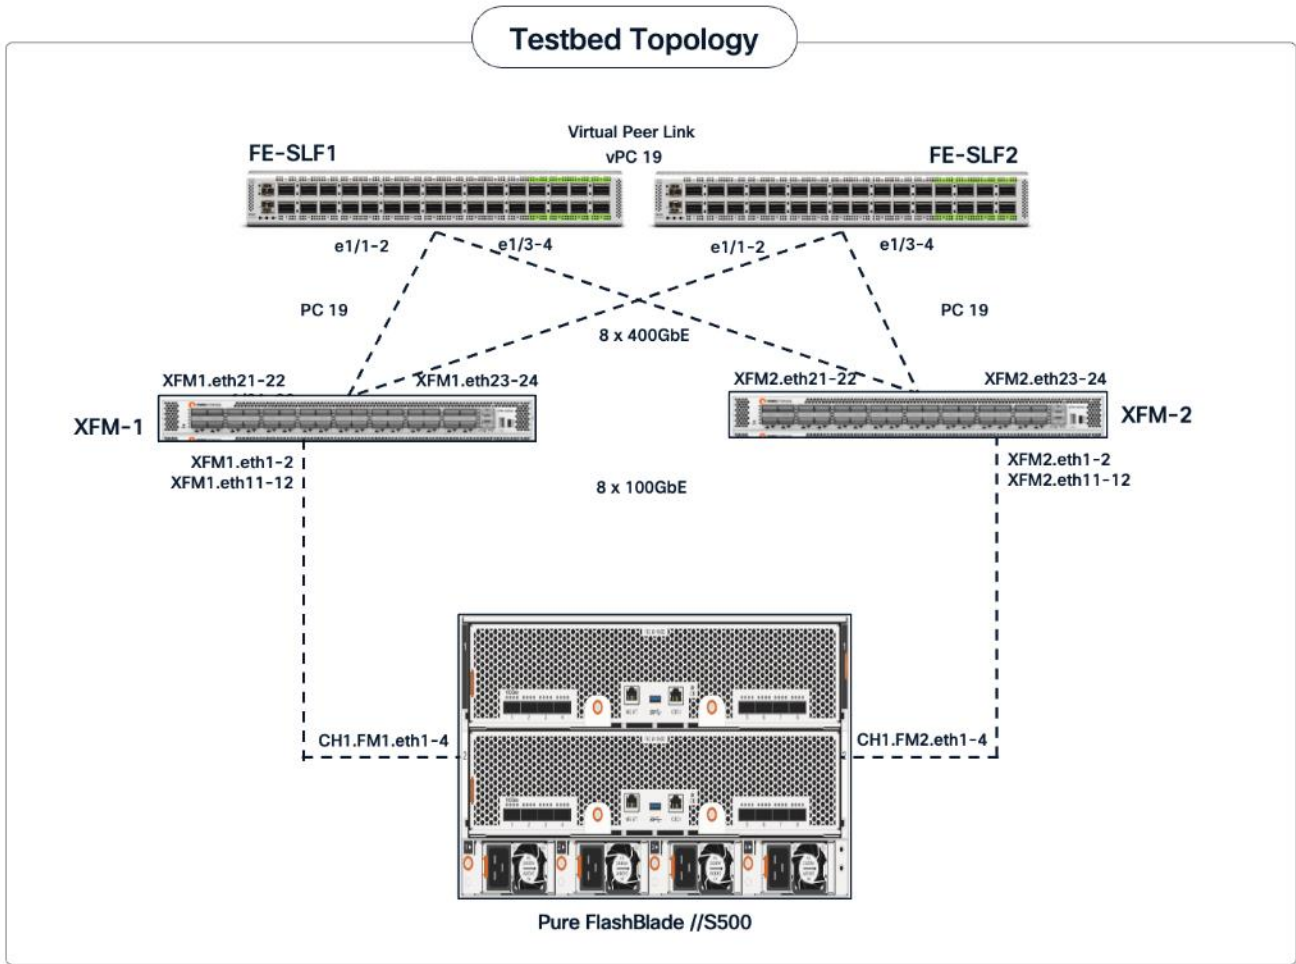 Testbed Topology
Virtual Peer Link
vPC 19
FE-SLF1
FE-SLF2
e1/1-2
e1/3-4
e1/1-2
e1/3-4
PC 19
PC 19
8 x 400GbE
XFM1.eth21-22
XFM1.eth23-24
XFM2.eth21-22
XFM2.eth23-24
XFM-1
XFM-2
XFM1.eth1-2
XFM1.eth11-12
XFM2.eth1-2
XFM2.eth11-12
8 x 100GbE
CH1.FM1.eth1-4
CH1.FM2.eth1-4
Pure FlashBlade //S500